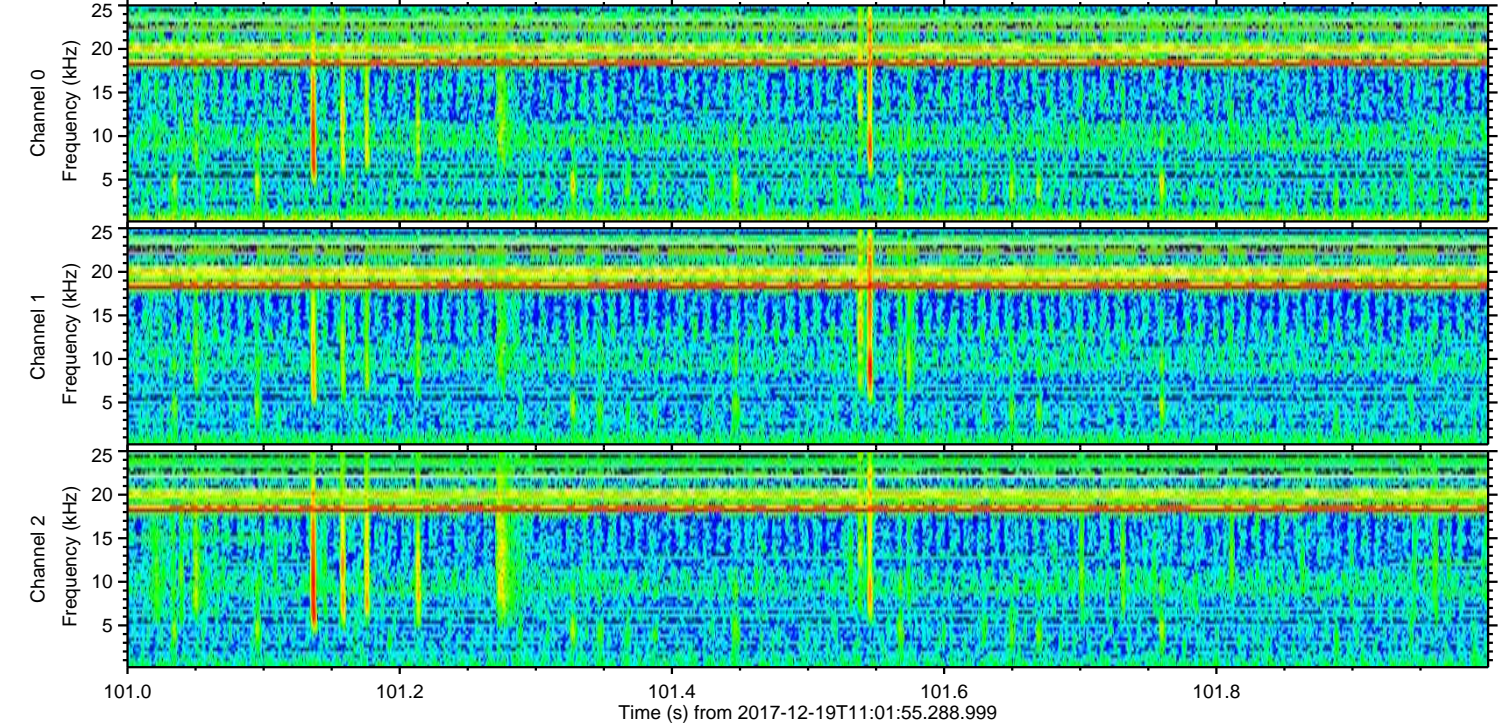 Channel 0
Frequency (kHz)
25
20
15
10
5
Channel 1
Frequency (kHz)
25
20
15
10
5
Channel 2
Frequency (kHz)
25
20
15
10
5
101.0 101.2 101.4 101.6 101.8
Time (s) from 2017-12-19T11:01:55.288.999